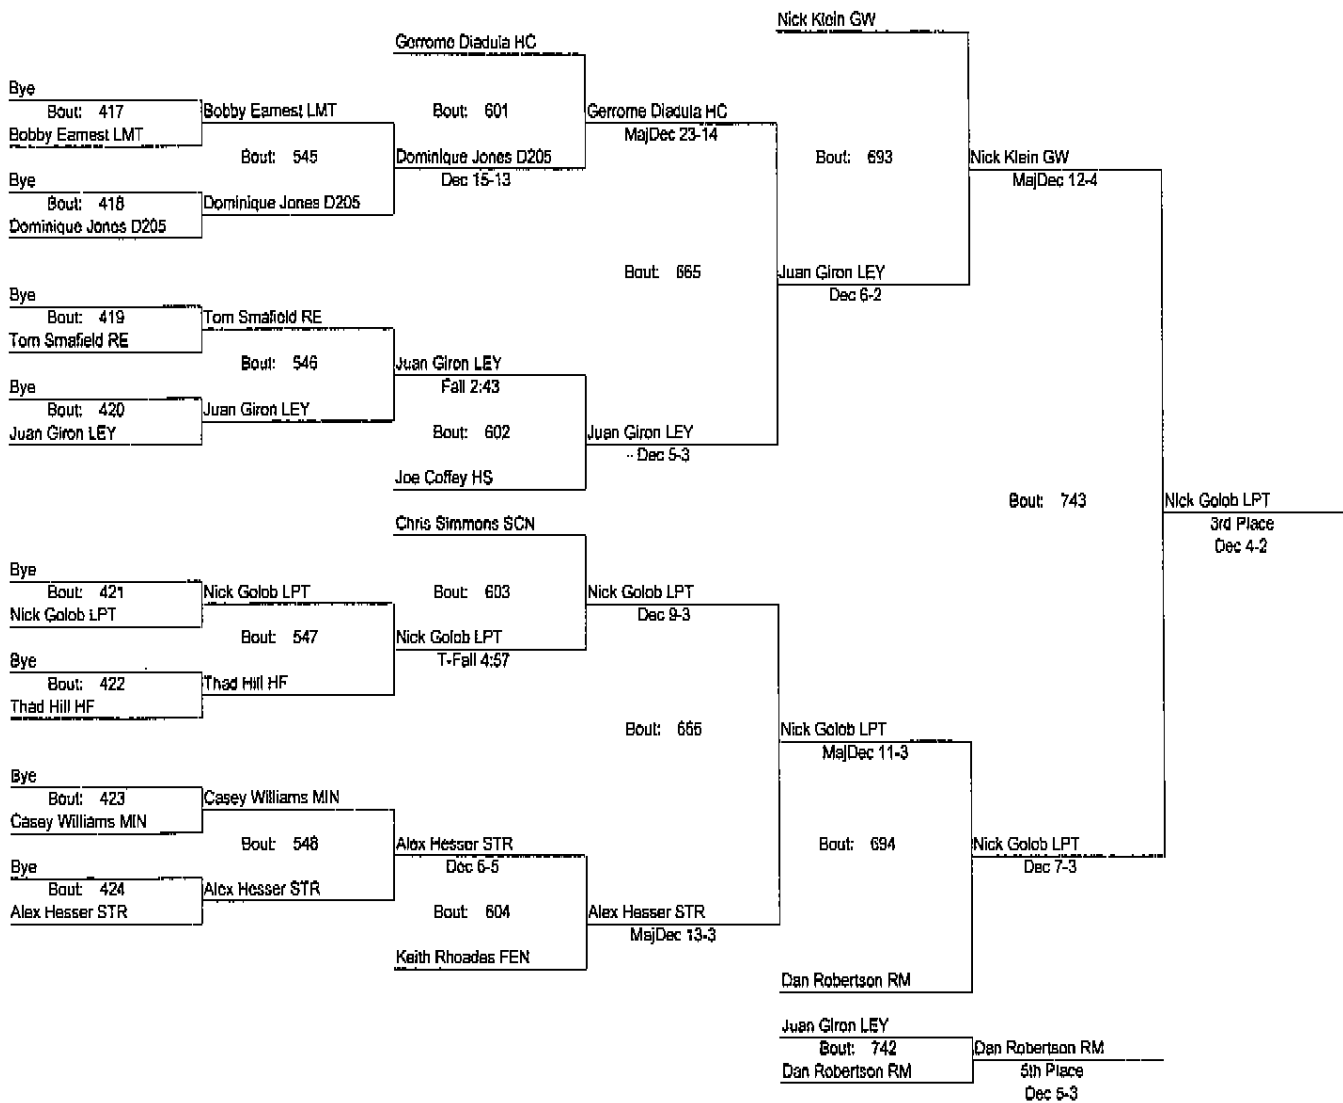 Nick Klein GW
Gerrome Diadula HC
Bye
Bout: 417
Bobby Earnest LMT
Bobby Earnest LMT
Bout: 601
Gerrome Diadula HC
MajDec 23-14
Bout: 545
Dominique Jones D205
Dec 15-13
Bout: 693
Nick Klein GW
MajDec 12-4
Bye
Bout: 418
Dominique Jones D205
Dominique Jones D205
Bout: 665
Juan Giron LEY
Dec 6-2
Bye
Bout: 419
Tom Smafield RE
Tom Smafield RE
Bout: 546
Juan Giron LEY
Fall 2:43
Bye
Bout: 420
Juan Giron LEY
Juan Giron LEY
Bout: 602
Juan Giron LEY
Dec 5-3
Joe Coffey HS
Bout: 743
Nick Golob LPT
3rd Place
Dec 4-2
Chris Simmons SCN
Bye
Bout: 421
Nick Golob LPT
Nick Golob LPT
Bout: 603
Nick Golob LPT
Dec 9-3
Bout: 547
Nick Golob LPT
T-Fall 4:57
Bye
Bout: 422
Thad Hill HF
Thad Hill HF
Bout: 666
Nick Golob LPT
MajDec 11-3
Bye
Bout: 423
Casey Williams MIN
Casey Williams MIN
Bout: 548
Alex Hesser STR
Dec 6-5
Bout: 694
Nick Golob LPT
Dec 7-3
Bye
Bout: 424
Alex Hesser STR
Alex Hesser STR
Bout: 604
Alex Hesser STR
MajDec 13-3
Keith Rhoades FEN
Dan Robertson RM
Juan Giron LEY
Bout: 742
Dan Robertson RM
Dan Robertson RM
5th Place
Dec 5-3